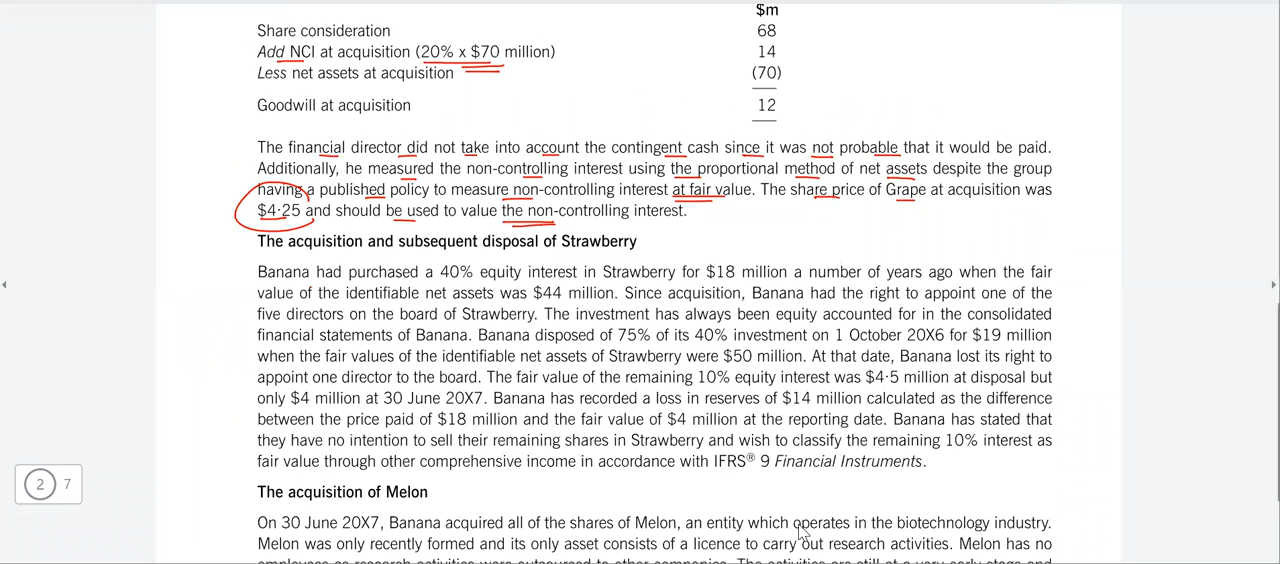 $m
Share consideration 68
Add NCI at acquisition (20% x $70 million) 14
Less net assets at acquisition (70)
Goodwill at acquisition 12
The financial director did not take into account the contingent cash since it was not probable that it would be paid.
Additionally, he measured the non-controlling interest using the proportional method of net assets despite the group
having a published policy to measure non-controlling interest at fair value. The share price of Grape at acquisition was
$4·25 and should be used to value the non-controlling interest.
The acquisition and subsequent disposal of Strawberry
Banana had purchased a 40% equity interest in Strawberry for $18 million a number of years ago when the fair
value of the identifiable net assets was $44 million. Since acquisition, Banana had the right to appoint one of the
five directors on the board of Strawberry. The investment has always been equity accounted for in the consolidated
financial statements of Banana. Banana disposed of 75% of its 40% investment on 1 October 20X6 for $19 million
when the fair values of the identifiable net assets of Strawberry were $50 million. At that date, Banana lost its right to
appoint one director to the board. The fair value of the remaining 10% equity interest was $4·5 million at disposal but
only $4 million at 30 June 20X7. Banana has recorded a loss in reserves of $14 million calculated as the difference
between the price paid of $18 million and the fair value of $4 million at the reporting date. Banana has stated that
they have no intention to sell their remaining shares in Strawberry and wish to classify the remaining 10% interest as
fair value through other comprehensive income in accordance with IFRS® 9 Financial Instruments.
2 7
The acquisition of Melon
On 30 June 20X7, Banana acquired all of the shares of Melon, an entity which operates in the biotechnology industry.
Melon was only recently formed and its only asset consists of a licence to carry out research activities. Melon has no